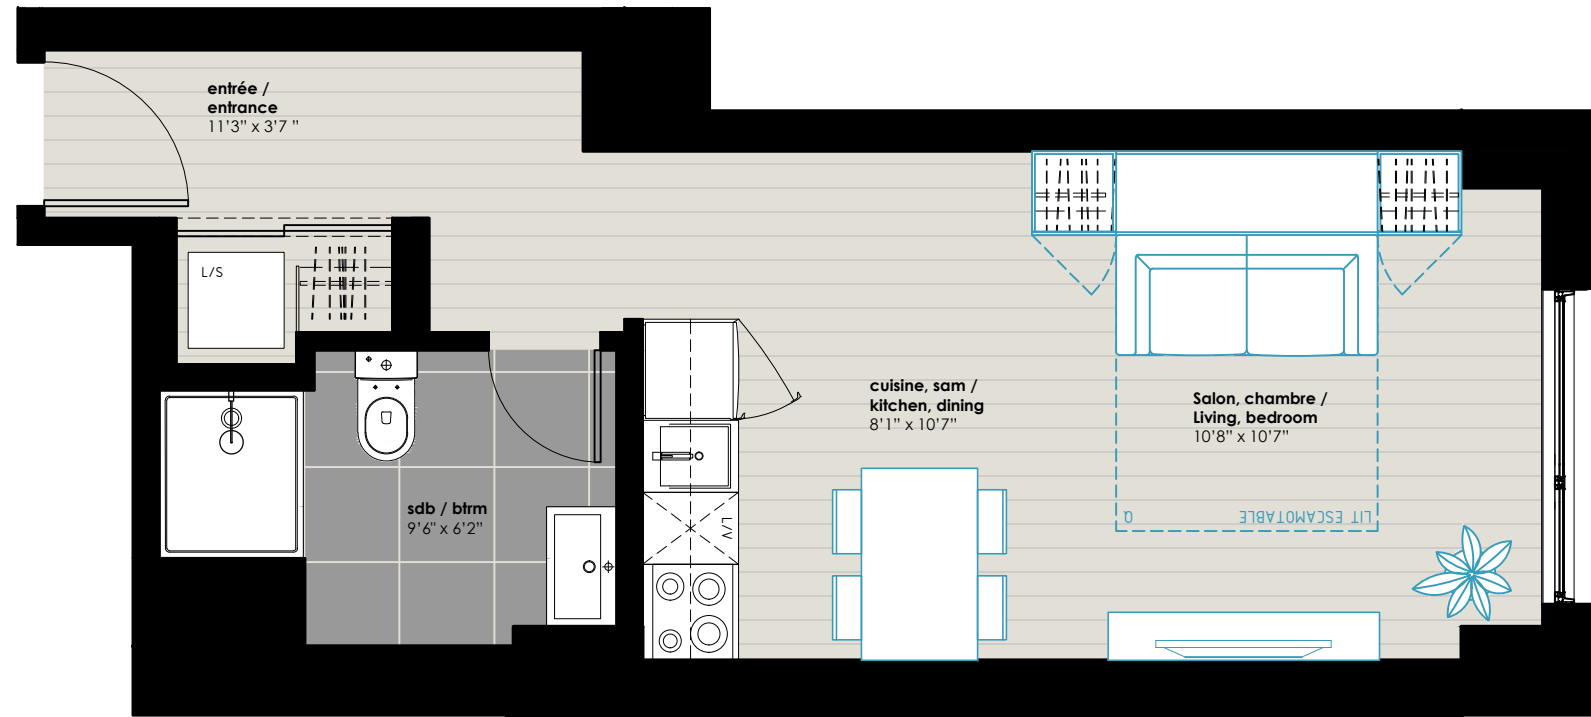 entrée /
entrance
11'3" x 3'7 "
L/S
cuisine, sam /
kitchen, dining
8'1" x 10'7"
Salon, chambre /
Living, bedroom
10'8" x 10'7"
sdb / btrm
9'6" x 6'2"
L/V
LIT ESCAMOTABLE
Q